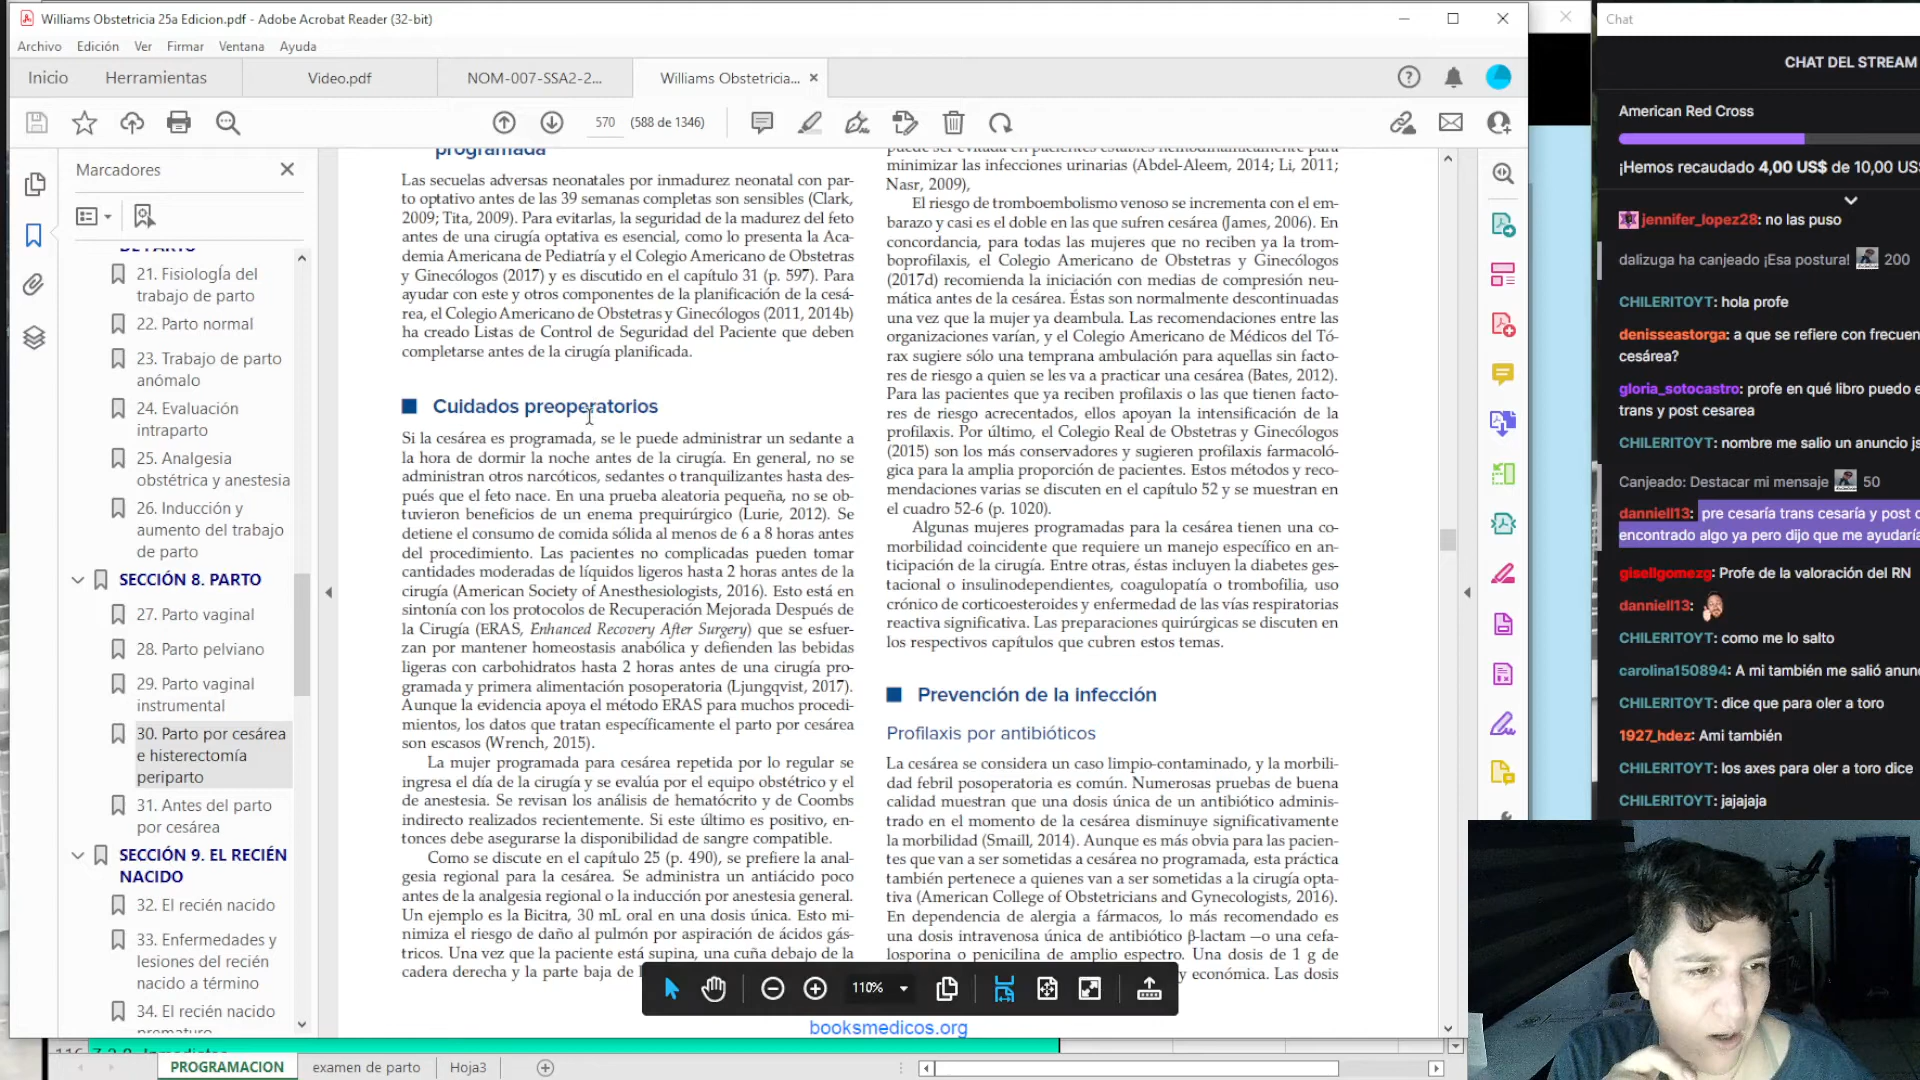 Williams Obstetricia 25a Edicion.pdf - Adobe Acrobat Reader (32-bit)
Archivo Edición Ver Firmar Ventana Ayuda
Inicio Herramientas Video.pdf NOM-007-SSA2-2... Williams Obstetricia...
570 (588 de 1346)
Marcadores
DE PARTO
21. Fisiología del
trabajo de parto
22. Parto normal
23. Trabajo de parto
anómalo
24. Evaluación
intraparto
25. Analgesia
obstétrica y anestesia
26. Inducción y
aumento del trabajo
de parto
SECCIÓN 8. PARTO
27. Parto vaginal
28. Parto pelviano
29. Parto vaginal
instrumental
30. Parto por cesárea
e histerectomía
periparto
31. Antes del parto
por cesárea
SECCIÓN 9. EL RECIÉN
NACIDO
32. El recién nacido
33. Enfermedades y
lesiones del recién
nacido a término
34. El recién nacido
prematuro
programada
Las secuelas adversas neonatales por inmadurez neonatal con par-
to optativo antes de las 39 semanas completas son sensibles (Clark,
2009; Tita, 2009). Para evitarlas, la seguridad de la madurez del feto
antes de una cirugía optativa es esencial, como lo presenta la Aca-
demia Americana de Pediatría y el Colegio Americano de Obstetras
y Ginecólogos (2017) y es discutido en el capítulo 31 (p. 597). Para
ayudar con este y otros componentes de la planificación de la cesá-
rea, el Colegio Americano de Obstetras y Ginecólogos (2011, 2014b)
ha creado Listas de Control de Seguridad del Paciente que deben
completarse antes de la cirugía planificada.
Cuidados preoperatorios
Si la cesárea es programada, se le puede administrar un sedante a
la hora de dormir la noche antes de la cirugía. En general, no se
administran otros narcóticos, sedantes o tranquilizantes hasta des-
pués que el feto nace. En una prueba aleatoria pequeña, no se ob-
tuvieron beneficios de un enema prequirúrgico (Lurie, 2012). Se
detiene el consumo de comida sólida al menos de 6 a 8 horas antes
del procedimiento. Las pacientes no complicadas pueden tomar
cantidades moderadas de líquidos ligeros hasta 2 horas antes de la
cirugía (American Society of Anesthesiologists, 2016). Esto está en
sintonía con los protocolos de Recuperación Mejorada Después de
la Cirugía (ERAS, Enhanced Recovery After Surgery) que se esfuer-
zan por mantener homeostasis anabólica y defienden las bebidas
ligeras con carbohidratos hasta 2 horas antes de una cirugía pro-
gramada y primera alimentación posoperatoria (Ljungqvist, 2017).
Aunque la evidencia apoya el método ERAS para muchos procedi-
mientos, los datos que tratan específicamente el parto por cesárea
son escasos (Wrench, 2015).
La mujer programada para cesárea repetida por lo regular se
ingresa el día de la cirugía y se evalúa por el equipo obstétrico y el
de anestesia. Se revisan los análisis de hematócrito y de Coombs
indirecto realizados recientemente. Si este último es positivo, en-
tonces debe asegurarse la disponibilidad de sangre compatible.
Como se discute en el capítulo 25 (p. 490), se prefiere la anal-
gesia regional para la cesárea. Se administra un antiácido poco
antes de la analgesia regional o la inducción por anestesia general.
Un ejemplo es la Bicitra, 30 mL oral en una dosis única. Esto mi-
nimiza el riesgo de daño al pulmón por aspiración de ácidos gás-
tricos. Una vez que la paciente está supina, una cuña debajo de la
cadera derecha y la parte baja de
puede ser evitada en pacientes estables hemodinámicamente para
minimizar las infecciones urinarias (Abdel-Aleem, 2014; Li, 2011;
Nasr, 2009),
El riesgo de tromboembolismo venoso se incrementa con el em-
barazo y casi es el doble en las que sufren cesárea (James, 2006). En
concordancia, para todas las mujeres que no reciben ya la trom-
boprofilaxis, el Colegio Americano de Obstetras y Ginecólogos
(2017d) recomienda la iniciación con medias de compresión neu-
mática antes de la cesárea. Éstas son normalmente descontinuadas
una vez que la mujer ya deambula. Las recomendaciones entre las
organizaciones varían, y el Colegio Americano de Médicos del Tó-
rax sugiere sólo una temprana ambulación para aquellas sin facto-
res de riesgo a quien se les va a practicar una cesárea (Bates, 2012).
Para las pacientes que ya reciben profilaxis o las que tienen facto-
res de riesgo acrecentados, ellos apoyan la intensificación de la
profilaxis. Por último, el Colegio Real de Obstetras y Ginecólogos
(2015) son los más conservadores y sugieren profilaxis farmacoló-
gica para la amplia proporción de pacientes. Estos métodos y reco-
mendaciones varias se discuten en el capítulo 52 y se muestran en
el cuadro 52-6 (p. 1020).
Algunas mujeres programadas para la cesárea tienen una co-
morbilidad coincidente que requiere un manejo específico en an-
ticipación de la cirugía. Entre otras, éstas incluyen la diabetes ges-
tacional o insulinodependientes, coagulopatía o trombofilia, uso
crónico de corticoesteroides y enfermedad de las vías respiratorias
reactiva significativa. Las preparaciones quirúrgicas se discuten en
los respectivos capítulos que cubren estos temas.
Prevención de la infección
Profilaxis por antibióticos
La cesárea se considera un caso limpio-contaminado, y la morbili-
dad febril posoperatoria es común. Numerosas pruebas de buena
calidad muestran que una dosis única de un antibiótico adminis-
trado en el momento de la cesárea disminuye significativamente
la morbilidad (Smaill, 2014). Aunque es más obvia para las pacien-
tes que van a ser sometidas a cesárea no programada, esta práctica
también pertenece a quienes van a ser sometidas a la cirugía opta-
tiva (American College of Obstetricians and Gynecologists, 2016).
En dependencia de alergia a fármacos, lo más recomendado es
una dosis intravenosa única de antibiótico β-lactam —o una cefa-
losporina o penicilina de amplio espectro. Una dosis de 1 g de
y económica. Las dosis
110%
booksmedicos.org
PROGRAMACION examen de parto Hoja3
Chat
CHAT DEL STREAM
American Red Cross
¡Hemos recaudado 4,00 US$ de 10,00 US$
jennifer_lopez28: no las puso
dalizuga ha canjeado ¡Esa postura! 200
CHILERITOYT: hola profe
denisseastorga: a que se refiere con frecuen
cesárea?
gloria_sotocastro: profe en qué libro puedo e
trans y post cesarea
CHILERITOYT: nombre me salio un anuncio js
Canjeado: Destacar mi mensaje 50
danniell13: pre cesaría trans cesaría y post c
encontrado algo ya pero dijo que me ayudaría
gisellgomezg: Profe de la valoración del RN
danniell13:
CHILERITOYT: como me lo salto
carolina150894: A mi también me salió anunc
CHILERITOYT: dice que para oler a toro
1927_hdez: Ami también
CHILERITOYT: los axes para oler a toro dice
CHILERITOYT: jajajaja